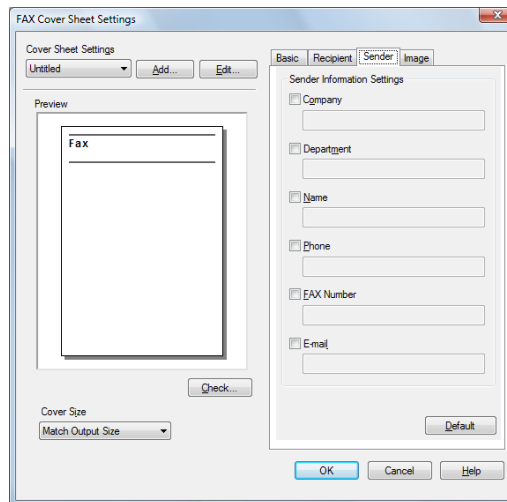 FAX Cover Sheet Settings
Cover Sheet Settings
Untitled
Add...
Edit...
Preview
Fax
Check...
Cover Size
Match Output Size
Basic
Recipient
Sender
Image
Sender Information Settings
Company
Department
Name
Phone
FAX Number
E-mail
Default
OK
Cancel
Help